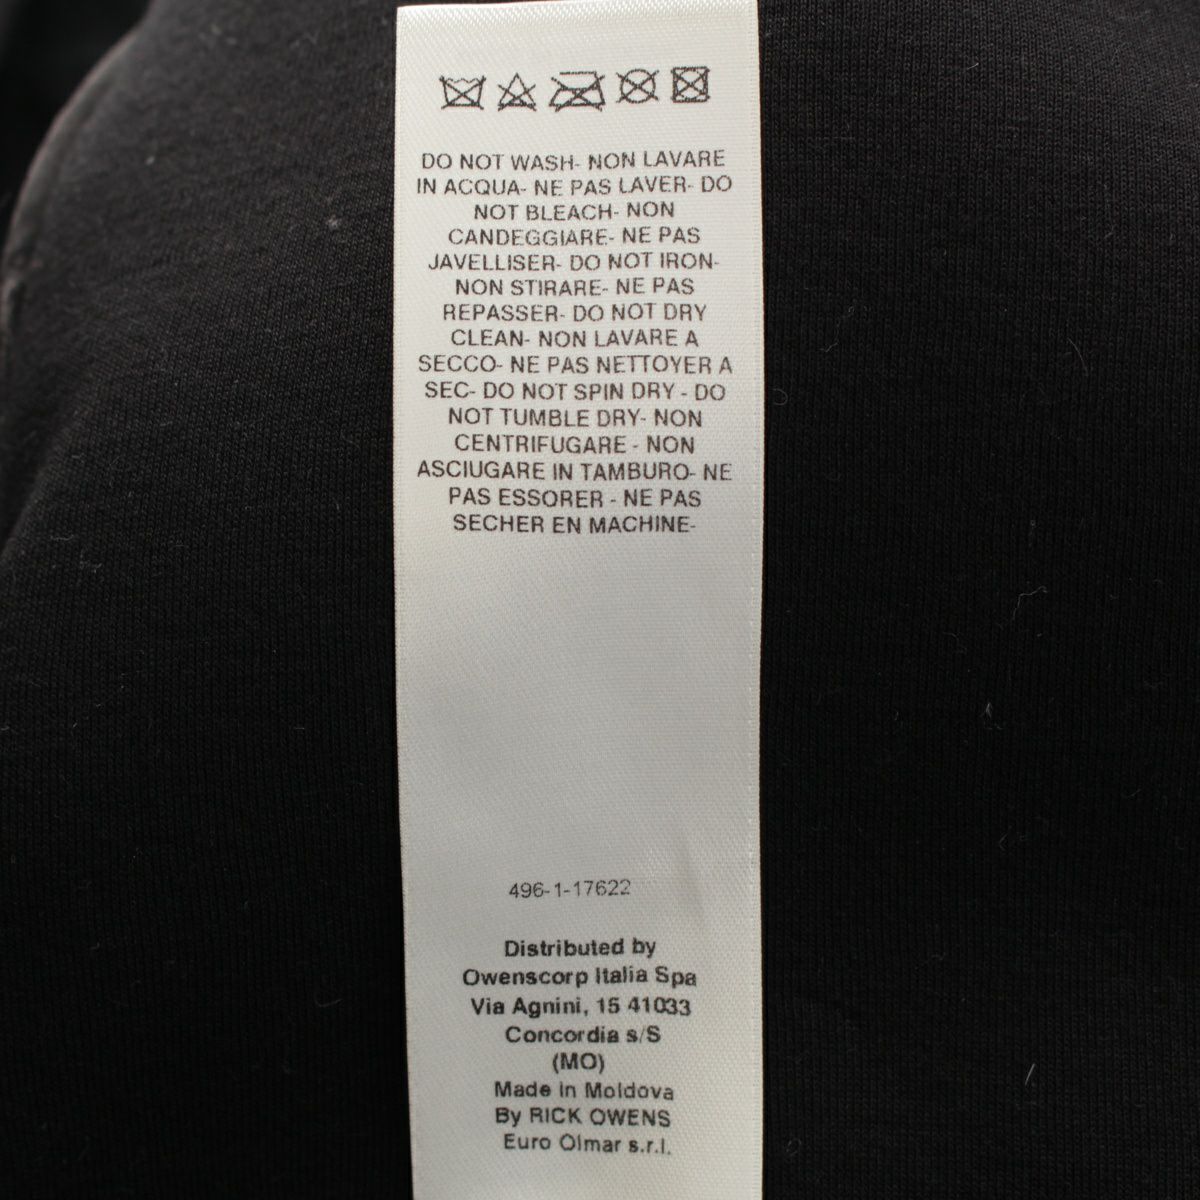 DO NOT WASH- NON LAVARE
IN ACQUA- NE PAS LAVER- DO
NOT BLEACH- NON
CANDEGGIARE- NE PAS
JAVELLISER- DO NOT IRON-
NON STIRARE- NE PAS
REPASSER- DO NOT DRY
CLEAN- NON LAVARE A
SECCO- NE PAS NETTOYER A
SEC- DO NOT SPIN DRY - DO
NOT TUMBLE DRY- NON
CENTRIFUGARE - NON
ASCIUGARE IN TAMBURO- NE
PAS ESSORER - NE PAS
SECHER EN MACHINE-
496-1-17622
Distributed by
Owenscorp Italia Spa
Via Agnini, 15 41033
Concordia s/S
(MO)
Made in Moldova
By RICK OWENS
Euro Olmar s.r.l.